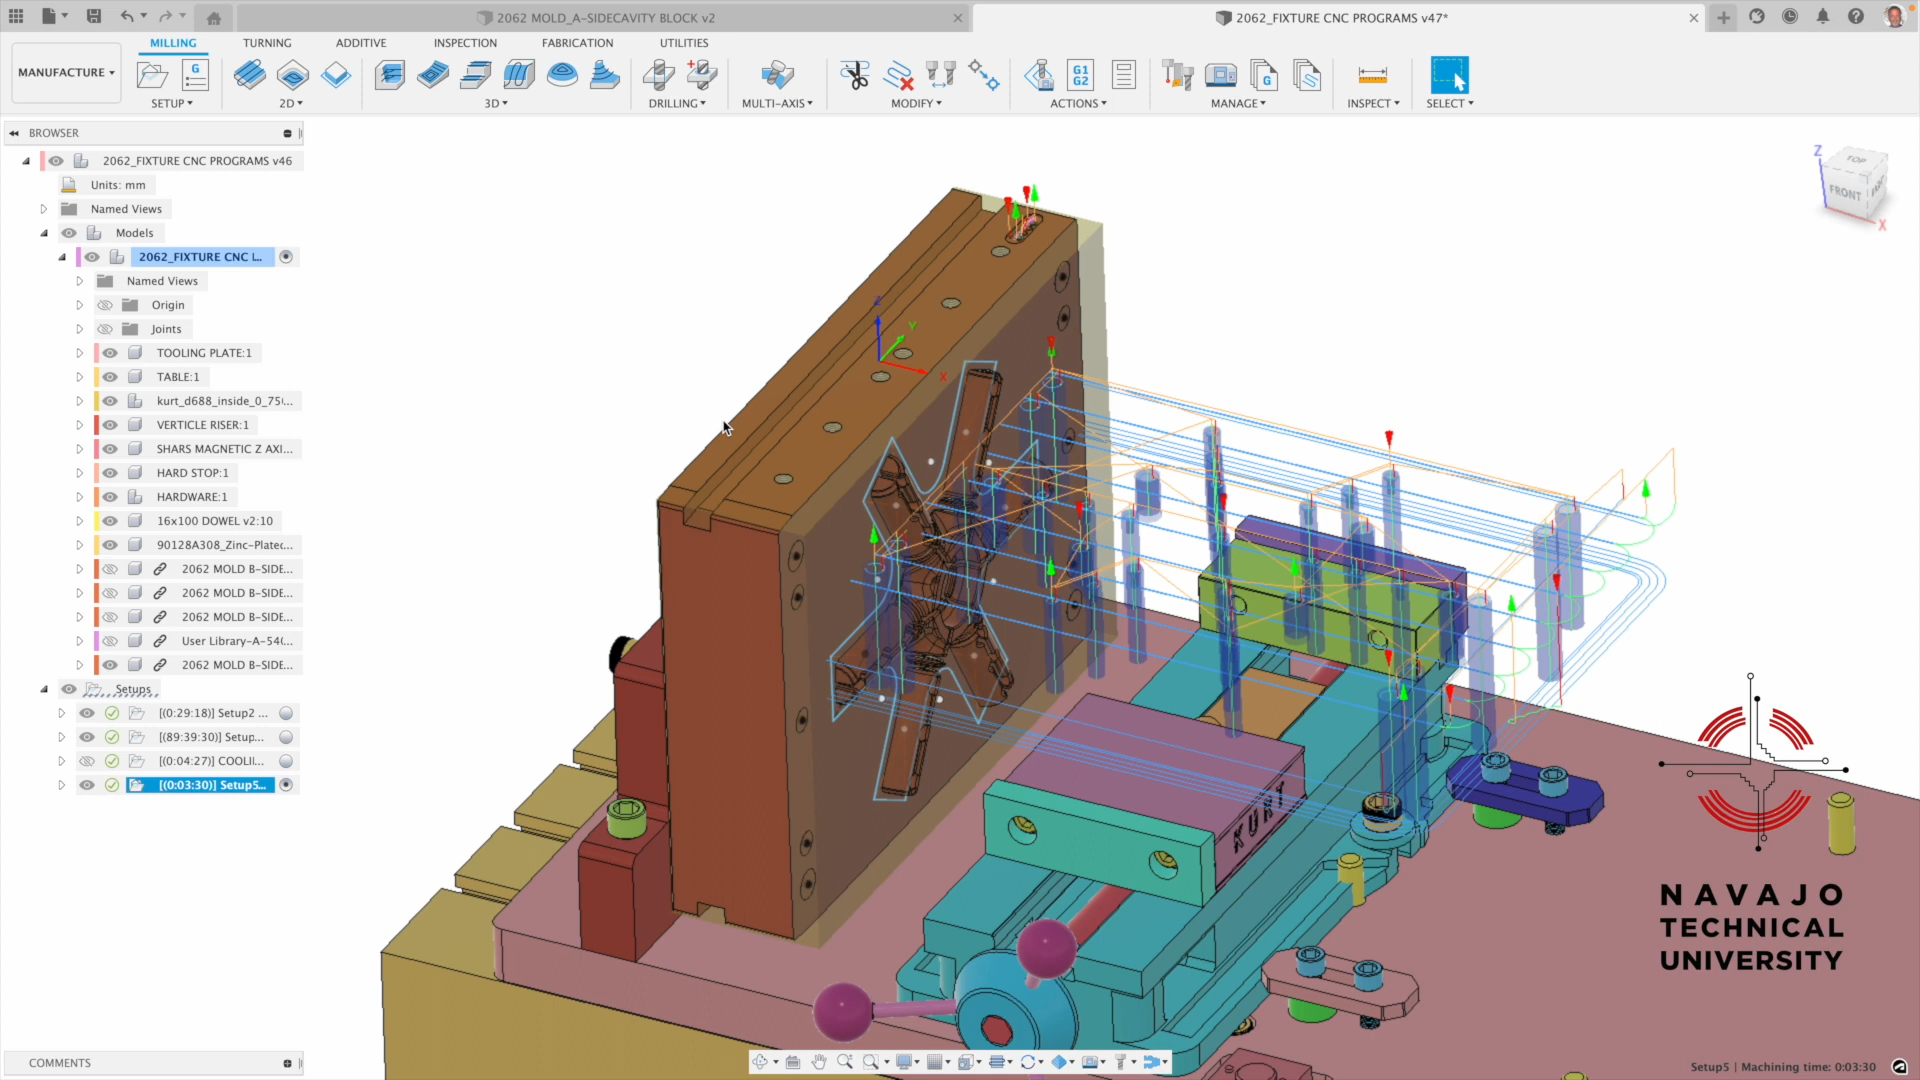 2062 MOLD_A-SIDECAVITY BLOCK v2
2062_FIXTURE CNC PROGRAMS v47*
MANUFACTURE
MILLING
TURNING
ADDITIVE
INSPECTION
FABRICATION
UTILITIES
G
G1
G2
G
SETUP
2D
3D
DRILLING
MULTI-AXIS
MODIFY
ACTIONS
MANAGE
INSPECT
SELECT
BROWSER
2062_FIXTURE CNC PROGRAMS v46
Units: mm
Named Views
Models
2062_FIXTURE CNC L...
Named Views
Origin
Joints
TOOLING PLATE:1
TABLE:1
kurt_d688_inside_0_75(...
VERTICLE RISER:1
SHARS MAGNETIC Z AXI...
HARD STOP:1
HARDWARE:1
16x100 DOWEL v2:10
90128A308_Zinc-Platec...
2062 MOLD B-SIDE...
2062 MOLD B-SIDE...
2062 MOLD B-SIDE...
User Library-A-54(...
2062 MOLD B-SIDE...
Setups
[(0:29:18)] Setup2 ...
[(89:39:30)] Setup...
[(0:04:27)] COOLII...
[(0:03:30)] Setup5...
COMMENTS
Z
TOP
FRONT
X
Z
Y
X
KURT
NAVAJO
TECHNICAL
UNIVERSITY
Setup5 | Machining time: 0:03:30